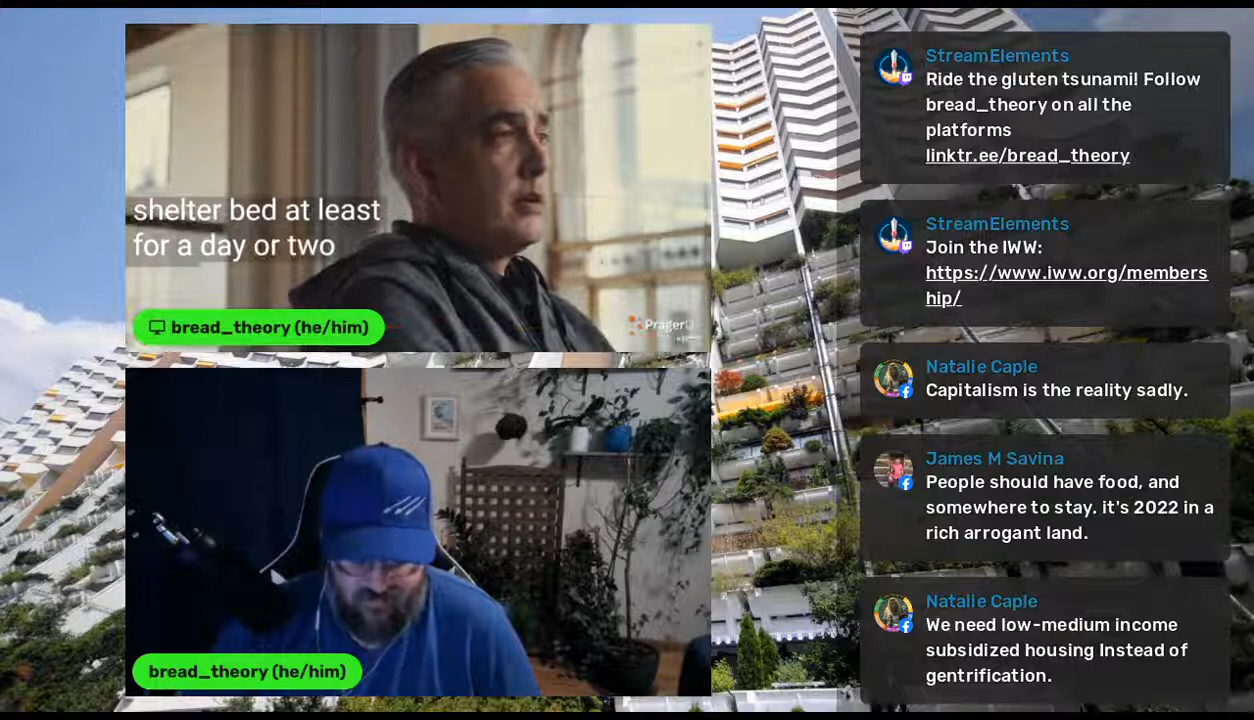 shelter bed at least
for a day or two
bread_theory (he/him)
PragerU
bread_theory (he/him)
StreamElements
Ride the gluten tsunami! Follow
bread_theory on all the
platforms
linktr.ee/bread_theory
StreamElements
Join the IWW:
https://www.iww.org/members
hip/
Natalie Caple
Capitalism is the reality sadly.
James M Savina
People should have food, and
somewhere to stay. it's 2022 in a
rich arrogant land.
Natalie Caple
We need low-medium income
subsidized housing Instead of
gentrification.